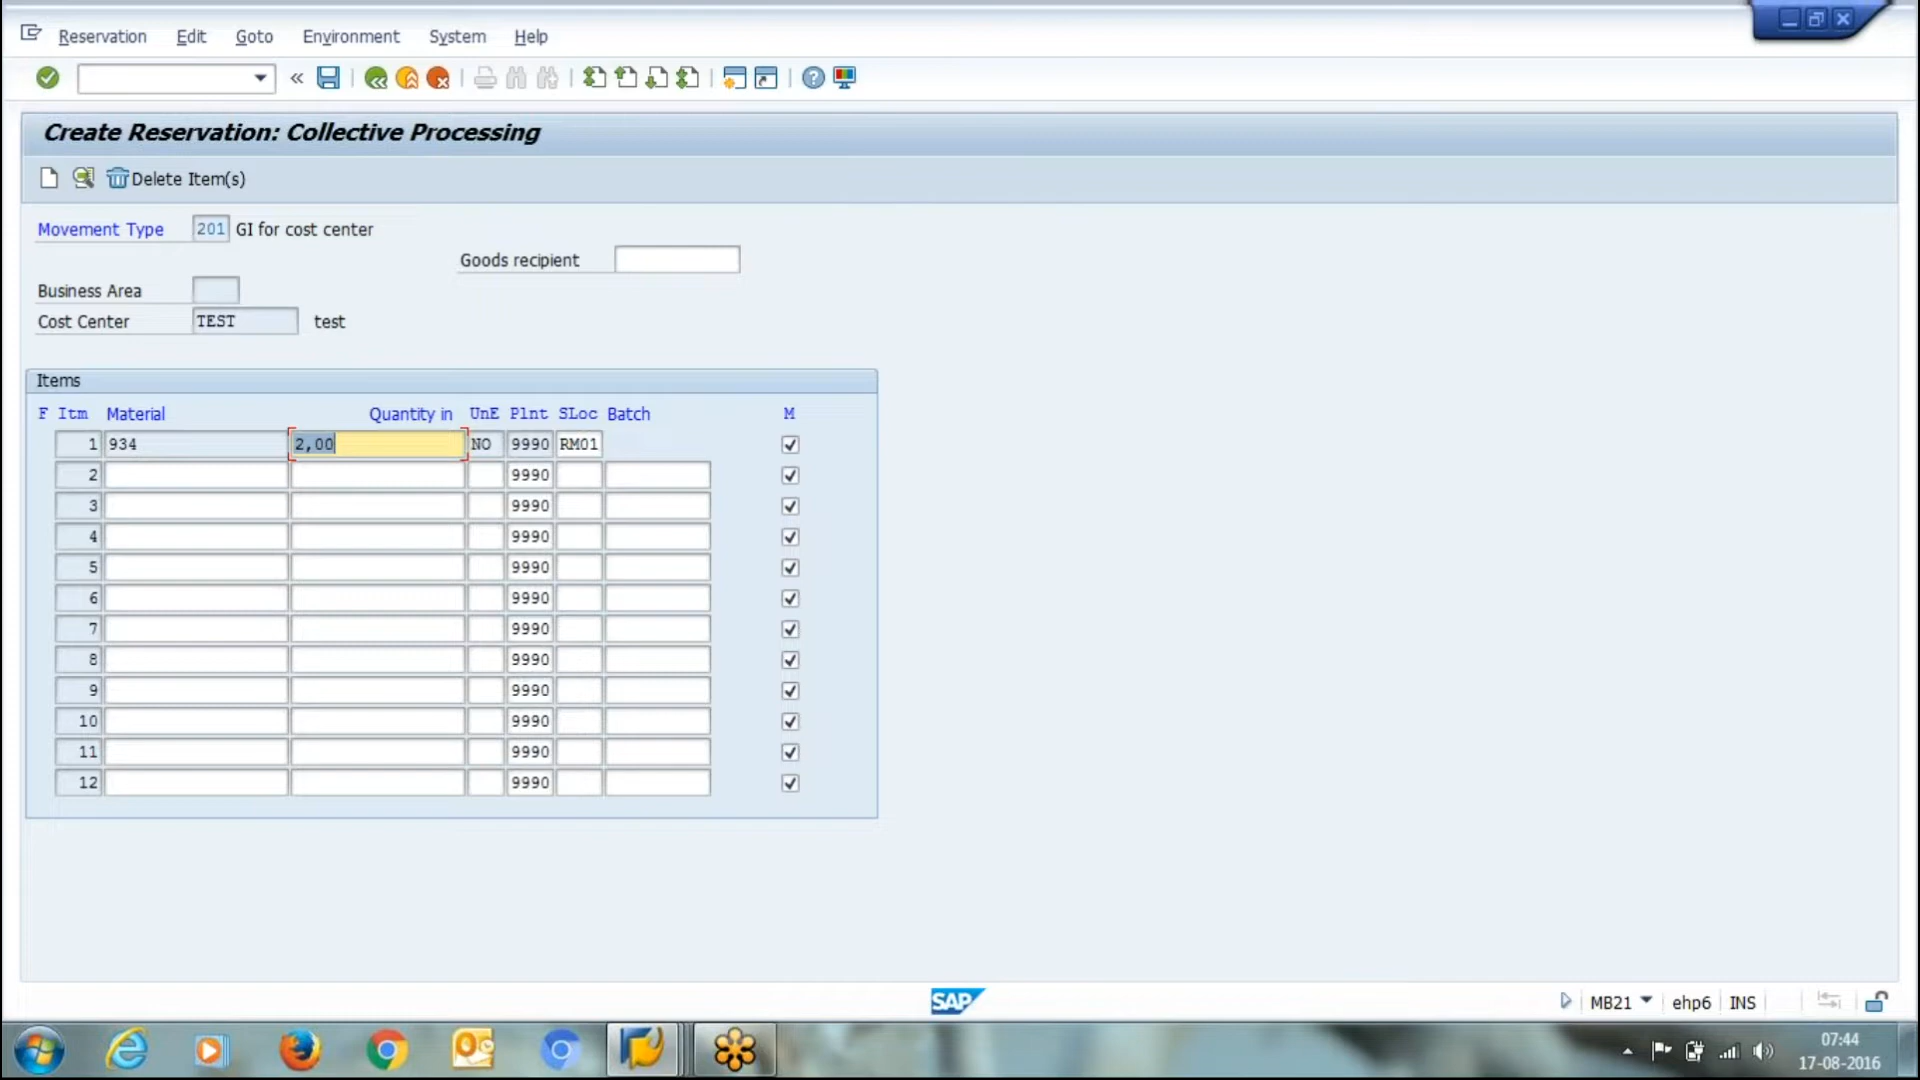 Reservation Edit Goto Environment System Help
Create Reservation: Collective Processing
Delete Item(s)
Movement Type 201 GI for cost center
Goods recipient
Business Area
Cost Center TEST test
Items
F Itm Material Quantity in UnE Plnt SLoc Batch M
1 934 2,00 NO 9990 RM01
2 9990
3 9990
4 9990
5 9990
6 9990
7 9990
8 9990
9 9990
10 9990
11 9990
12 9990
SAP
MB21 ehp6 INS
07:44
17-08-2016